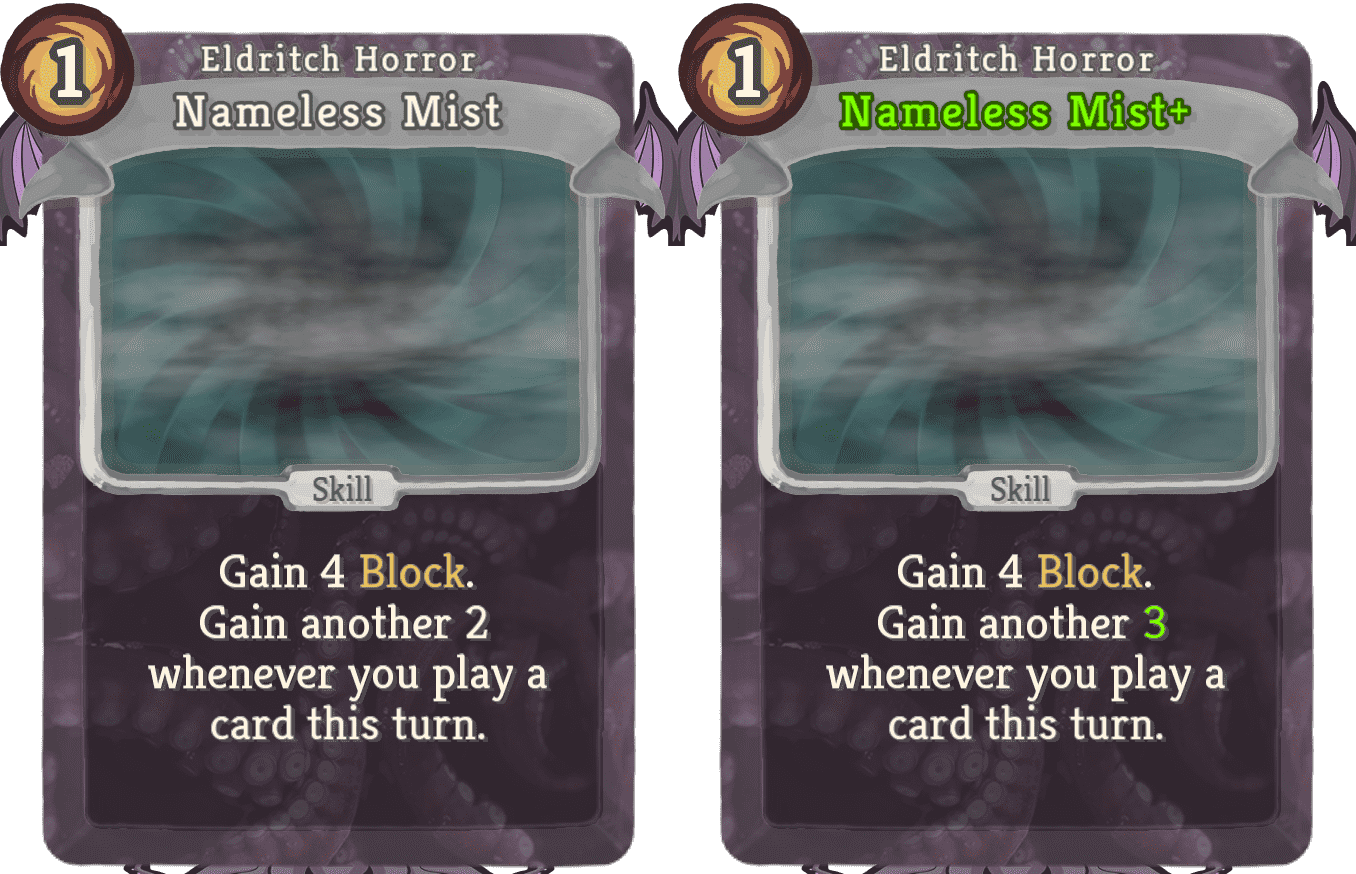 1
Eldritch Horror
Nameless Mist
Skill
Gain 4 Block.
Gain another 2
whenever you play a
card this turn.
1
Eldritch Horror
Nameless Mist+
Skill
Gain 4 Block.
Gain another 3
whenever you play a
card this turn.